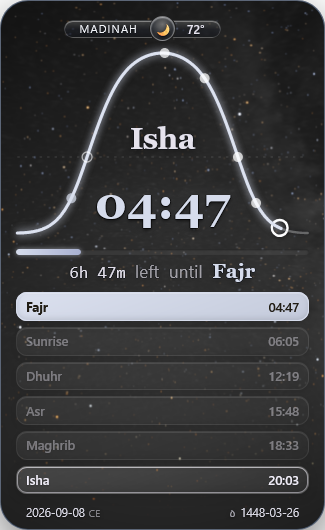 MADINAH 72°
Isha
04:47
6h 47m left until Fajr
Fajr 04:47
Sunrise 06:05
Dhuhr 12:19
Asr 15:48
Maghrib 18:33
Isha 20:03
2026-09-08 CE ه 1448-03-26